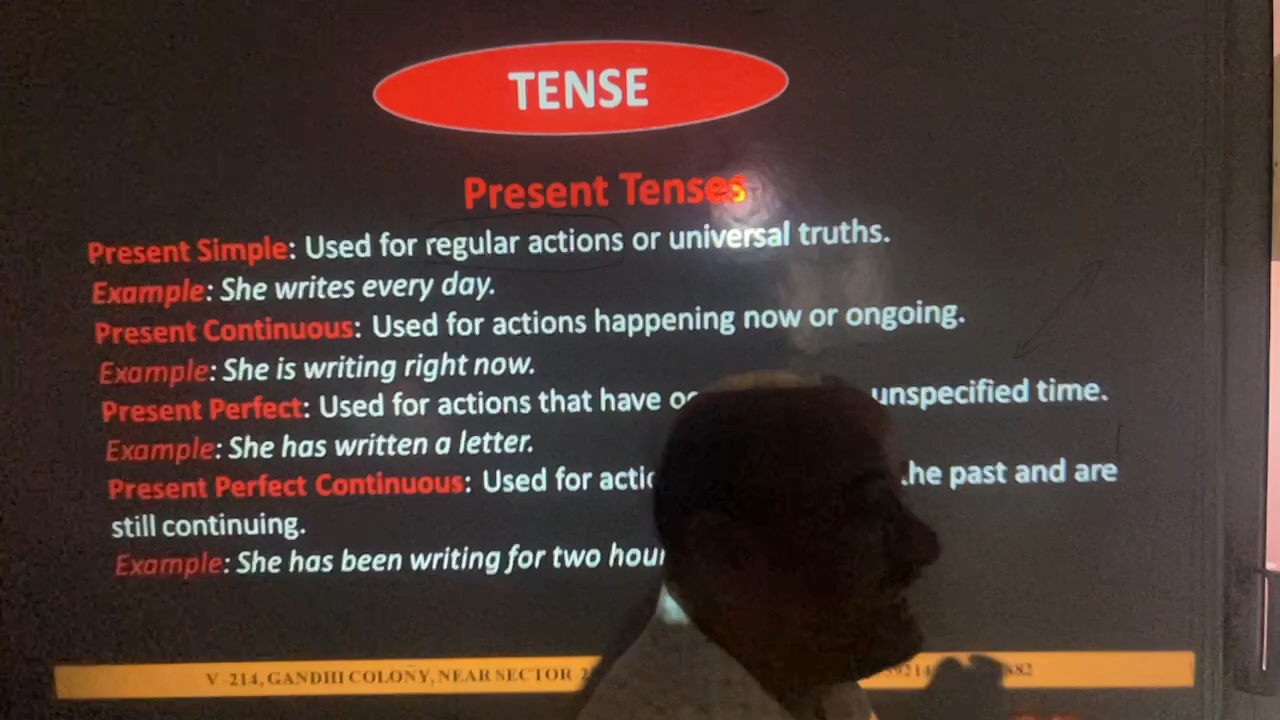 TENSE
Present Tenses
Present Simple: Used for regular actions or universal truths.
Example: She writes every day.
Present Continuous: Used for actions happening now or ongoing.
Example: She is writing right now.
Present Perfect: Used for actions that have unspecified time.
Example: She has written a letter.
Present Perfect Continuous: Used for he past and are
still continuing.
Example: She has been writing for two hour
V -214, GANDHI COLONY, NEAR SECTOR